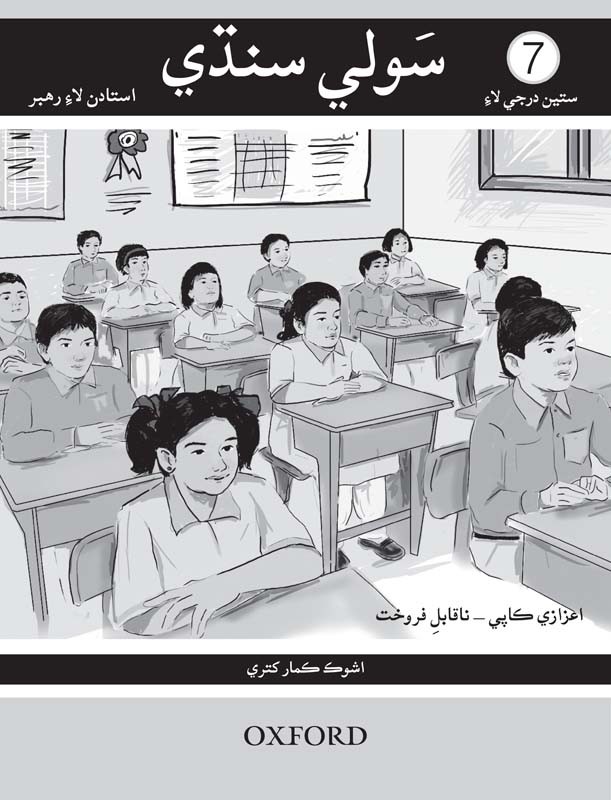 سَولي سنڌي
7
ستين درجي لاءِ
استادن لاءِ رهبر
اعزازي ڪاپي – ناقابلِ فروخت
اشوڪ ڪمار کتري
OXFORD